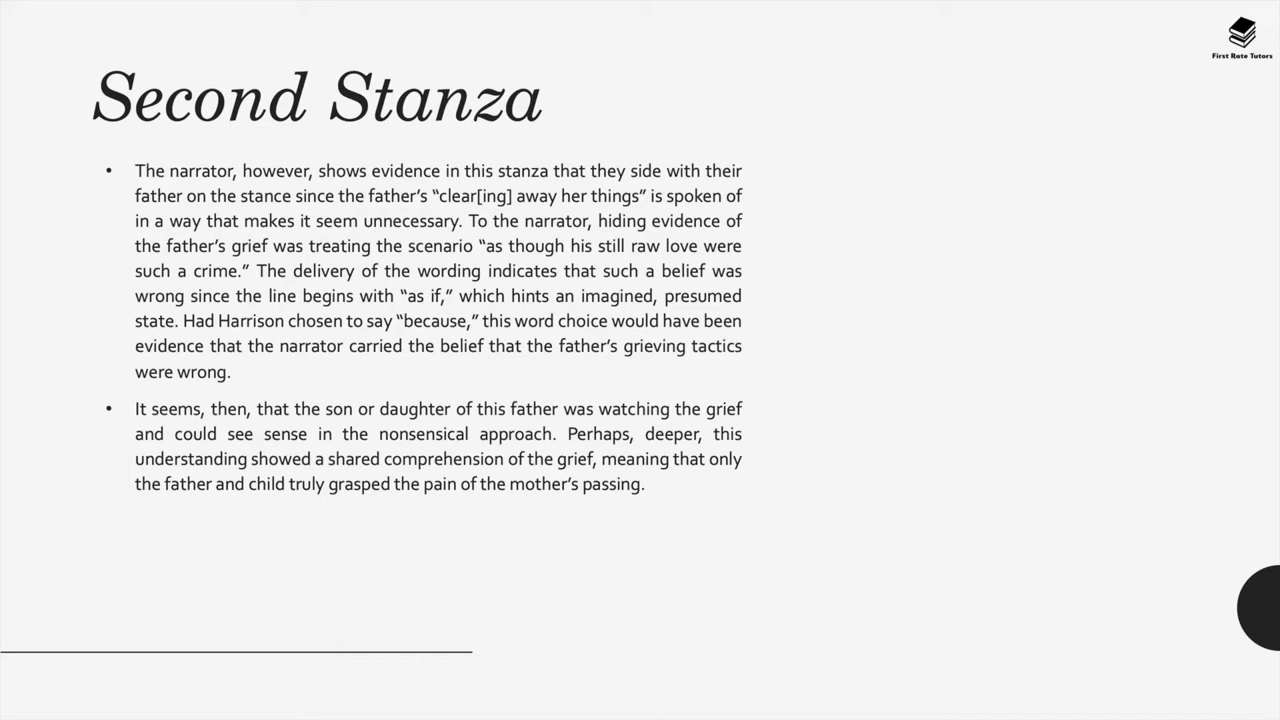 First Rate Tutors
Second Stanza
• The narrator, however, shows evidence in this stanza that they side with their
father on the stance since the father’s “clear[ing] away her things” is spoken of
in a way that makes it seem unnecessary. To the narrator, hiding evidence of
the father’s grief was treating the scenario “as though his still raw love were
such a crime.” The delivery of the wording indicates that such a belief was
wrong since the line begins with “as if,” which hints an imagined, presumed
state. Had Harrison chosen to say “because,” this word choice would have been
evidence that the narrator carried the belief that the father’s grieving tactics
were wrong.
• It seems, then, that the son or daughter of this father was watching the grief
and could see sense in the nonsensical approach. Perhaps, deeper, this
understanding showed a shared comprehension of the grief, meaning that only
the father and child truly grasped the pain of the mother’s passing.